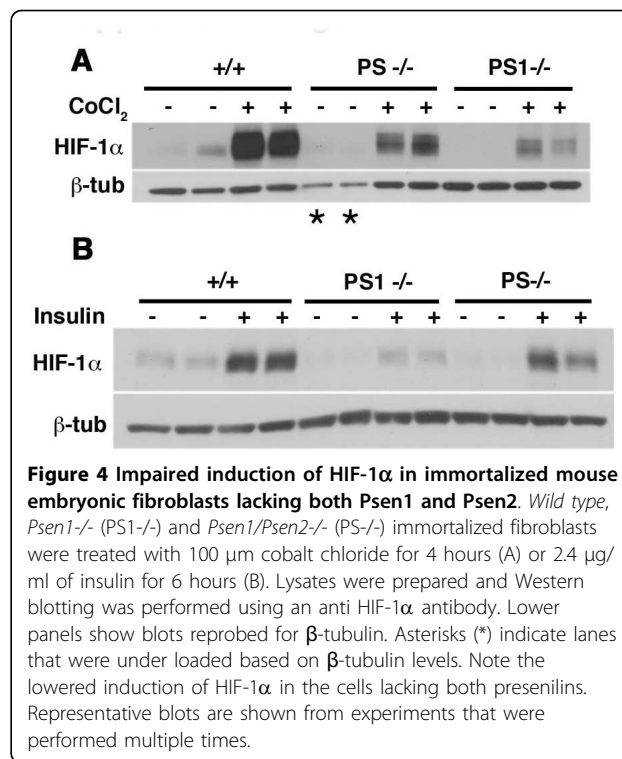 A
+/+ PS -/- PS1-/-
CoCl2 - - + + - - + + - - + +
HIF-1α
β-tub
* *
B
+/+ PS1 -/- PS-/-
Insulin - - + + - - + + - - + +
HIF-1α
β-tub
Figure 4 Impaired induction of HIF-1α in immortalized mouse
embryonic fibroblasts lacking both Psen1 and Psen2. Wild type,
Psen1-/- (PS1-/-) and Psen1/Psen2-/- (PS-/-) immortalized fibroblasts
were treated with 100 μm cobalt chloride for 4 hours (A) or 2.4 μg/
ml of insulin for 6 hours (B). Lysates were prepared and Western
blotting was performed using an anti HIF-1α antibody. Lower
panels show blots reprobed for β-tubulin. Asterisks (*) indicate lanes
that were under loaded based on β-tubulin levels. Note the
lowered induction of HIF-1α in the cells lacking both presenilins.
Representative blots are shown from experiments that were
performed multiple times.